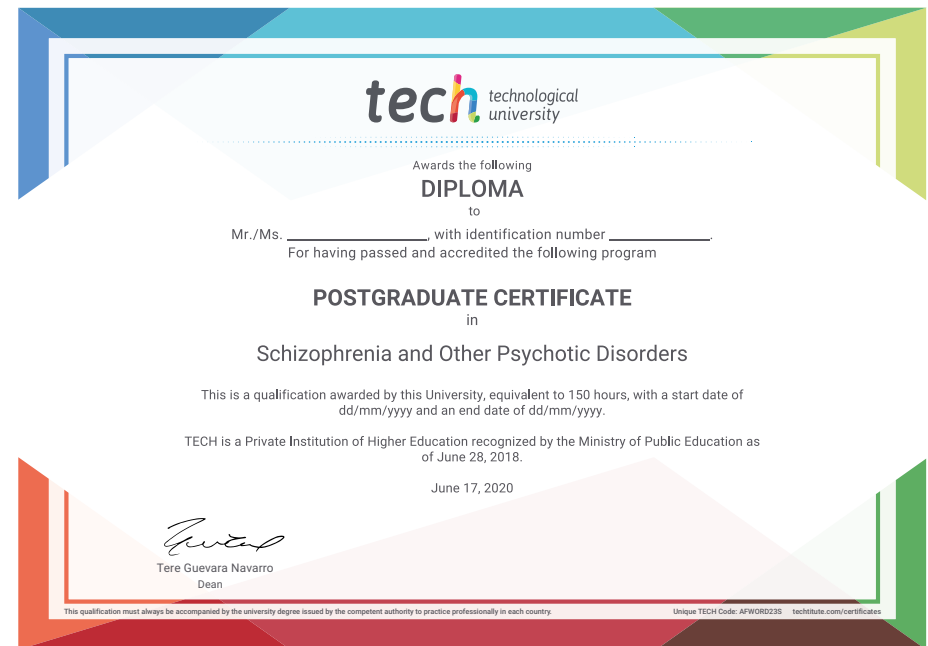 tech technological
university
Awards the following
DIPLOMA
to
Mr./Ms. ____________________, with identification number ______________.
For having passed and accredited the following program
POSTGRADUATE CERTIFICATE
in
Schizophrenia and Other Psychotic Disorders
This is a qualification awarded by this University, equivalent to 150 hours, with a start date of
dd/mm/yyyy and an end date of dd/mm/yyyy.
TECH is a Private Institution of Higher Education recognized by the Ministry of Public Education as
of June 28, 2018.
June 17, 2020
Tere Guevara Navarro
Dean
This qualification must always be accompanied by the university degree issued by the competent authority to practice professionally in each country. Unique TECH Code: AFWORD23S techtitute.com/certificates